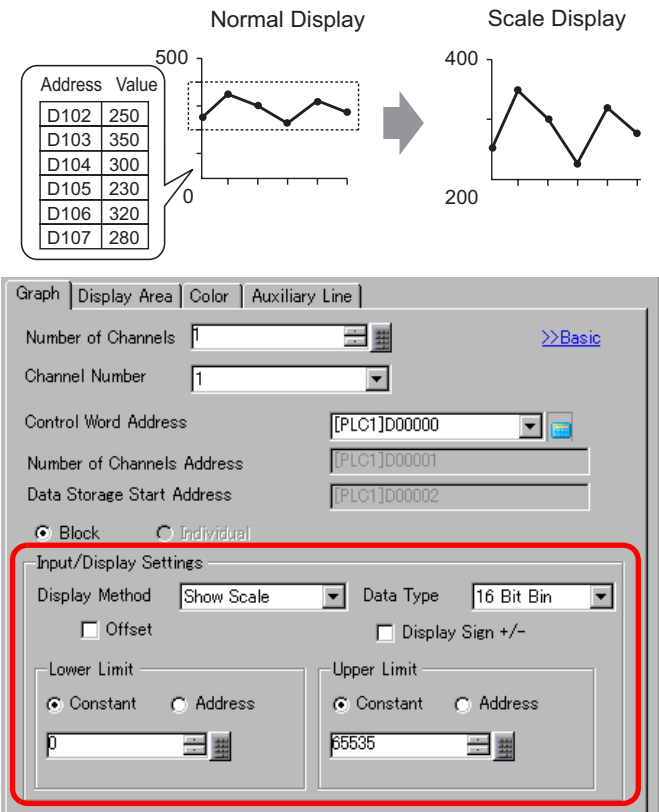 Normal Display
Scale Display
500
400
Address Value
D102 250
D103 350
D104 300
D105 230
D106 320
D107 280
0
200
Graph Display Area Color Auxiliary Line
Number of Channels 1
>>Basic
Channel Number 1
Control Word Address [PLC1]D00000
Number of Channels Address [PLC1]D00001
Data Storage Start Address [PLC1]D00002
Block Individual
Input/Display Settings
Display Method Show Scale Data Type 16 Bit Bin
Offset Display Sign +/-
Lower Limit Upper Limit
Constant Address Constant Address
0 65535